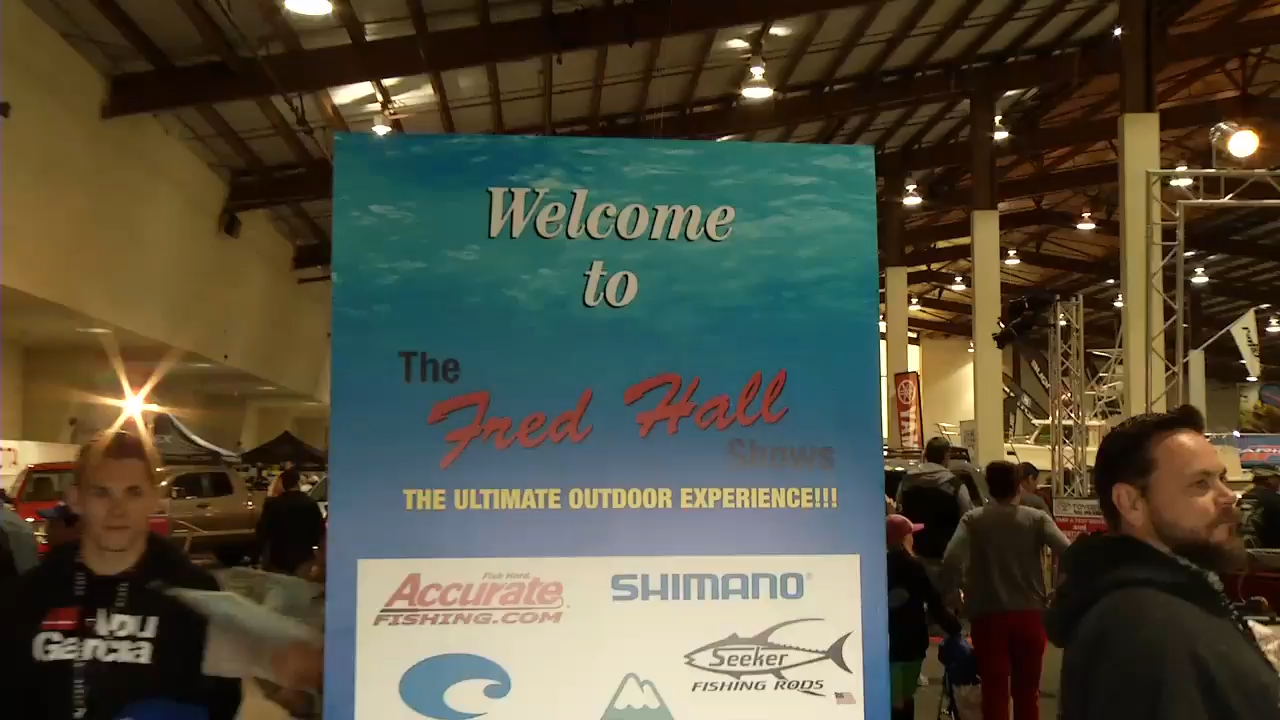 Welcome
to
The
Fred Hall
Shows
THE ULTIMATE OUTDOOR EXPERIENCE!!!
Fish Hard.
Accurate
FISHING.COM
SHIMANO®
Seeker
FISHING RODS
Abu
Garcia